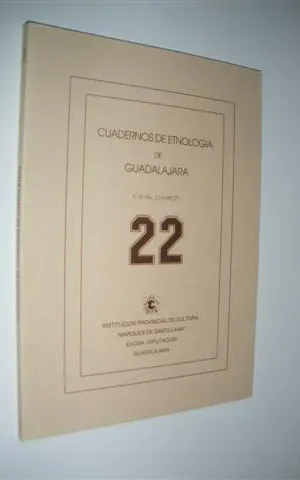 CUADERNOS DE ETNOLOGIA
DE
GUADALAJARA
22
INSTITUCION PROVINCIAL DE CULTURA
MARQUES DE SANTILLANA
EXCMA. DIPUTACION
GUADALAJARA